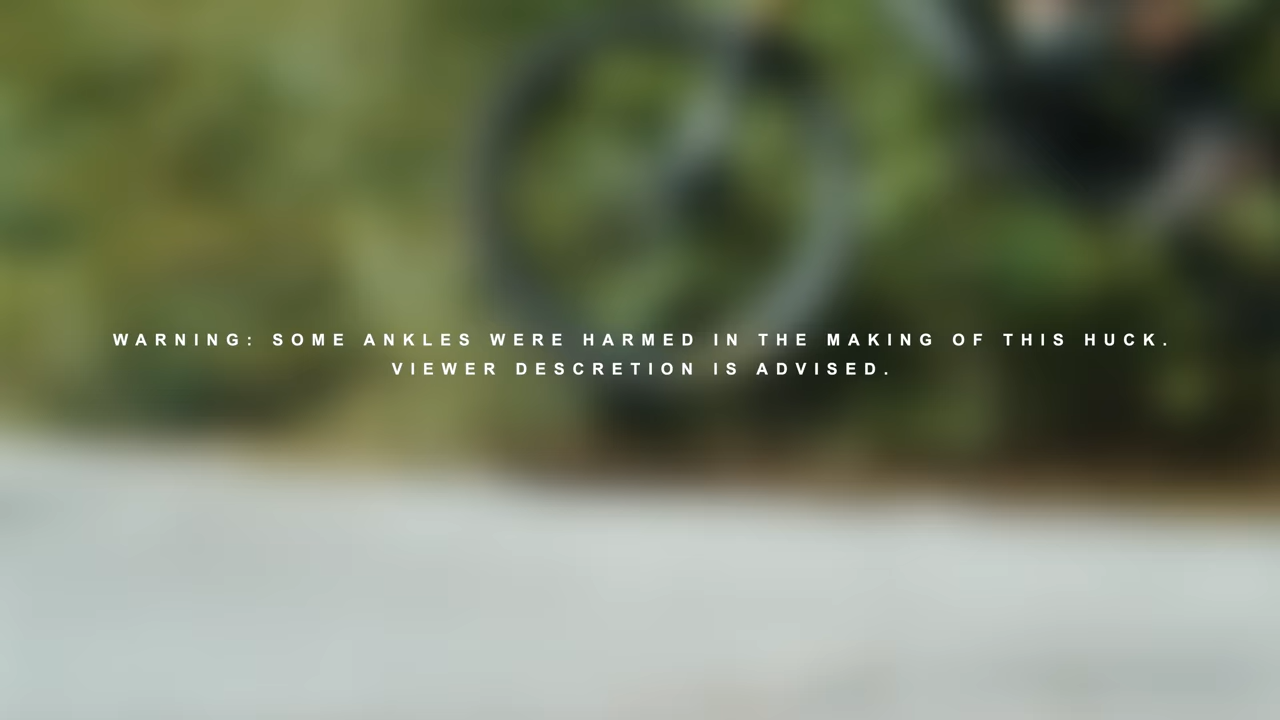 WARNING: SOME ANKLES WERE HARMED IN THE MAKING OF THIS HUCK.
VIEWER DESCRETION IS ADVISED.